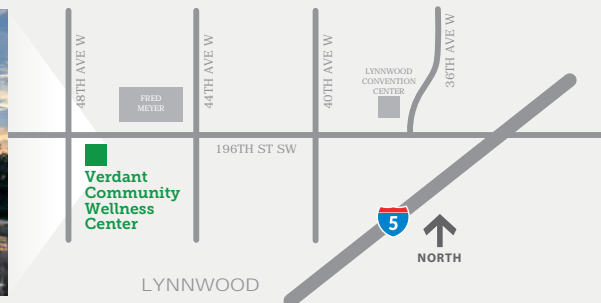 48TH AVE W
44TH AVE W
40TH AVE W
36TH AVE W
FRED
MEYER
LYNNWOOD
CONVENTION
CENTER
196TH ST SW
Verdant
Community
Wellness
Center
5
NORTH
LYNNWOOD